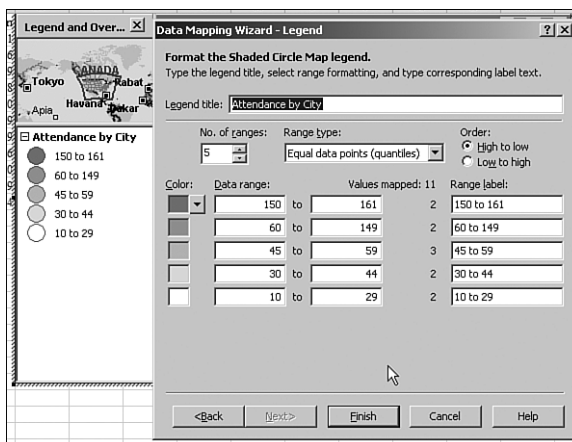 Legend and Over...
CANADA
Tokyo
Rabat
Havana
Dakar
Apia
Attendance by City
150 to 161
60 to 149
45 to 59
30 to 44
10 to 29
Data Mapping Wizard - Legend
Format the Shaded Circle Map legend.
Type the legend title, select range formatting, and type corresponding label text.
Legend title: Attendance by City
No. of ranges: Range type: Order:
5 Equal data points (quantiles) High to low
Low to high
Color: Data range: Values mapped: 11 Range label:
150 to 161 2 150 to 161
60 to 149 2 60 to 149
45 to 59 3 45 to 59
30 to 44 2 30 to 44
10 to 29 2 10 to 29
<Back Next> Finish Cancel Help